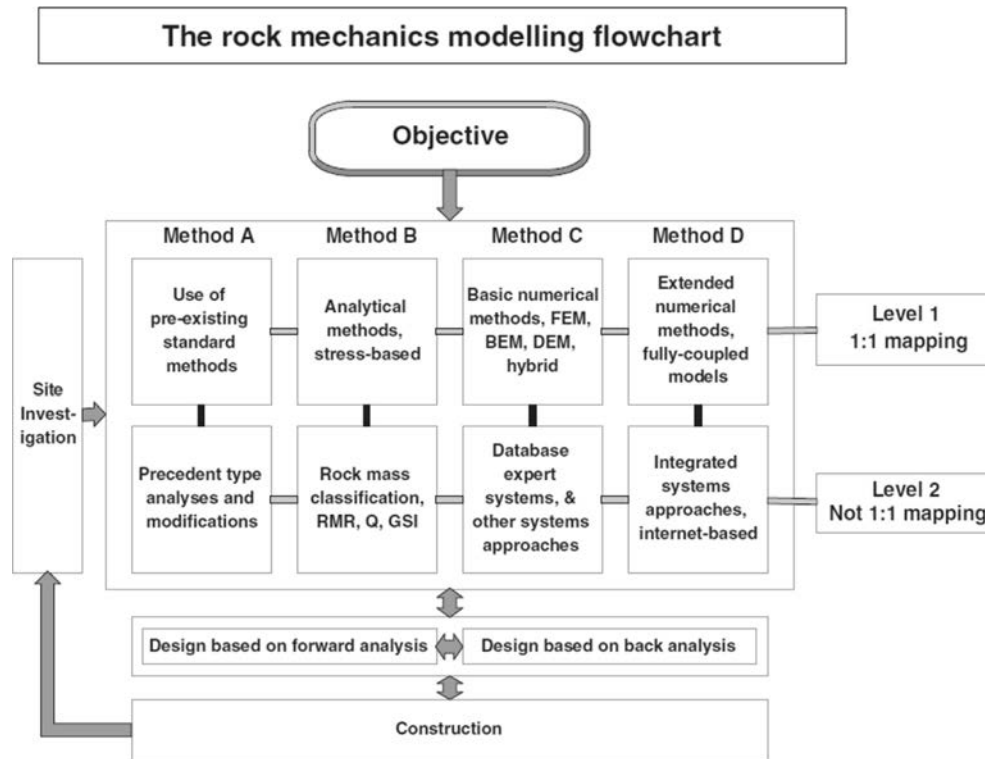 The rock mechanics modelling flowchart
Objective
Method A
Method B
Method C
Method D
Use of
pre-existing
standard
methods
Analytical
methods,
stress-based
Basic numerical
methods, FEM,
BEM, DEM,
hybrid
Extended
numerical
methods,
fully-coupled
models
Level 1
1:1 mapping
Site
Invest-
igation
Precedent type
analyses and
modifications
Rock mass
classification,
RMR, Q, GSI
Database
expert
systems, &
other systems
approaches
Integrated
systems
approaches,
internet-based
Level 2
Not 1:1 mapping
Design based on forward analysis
Design based on back analysis
Construction